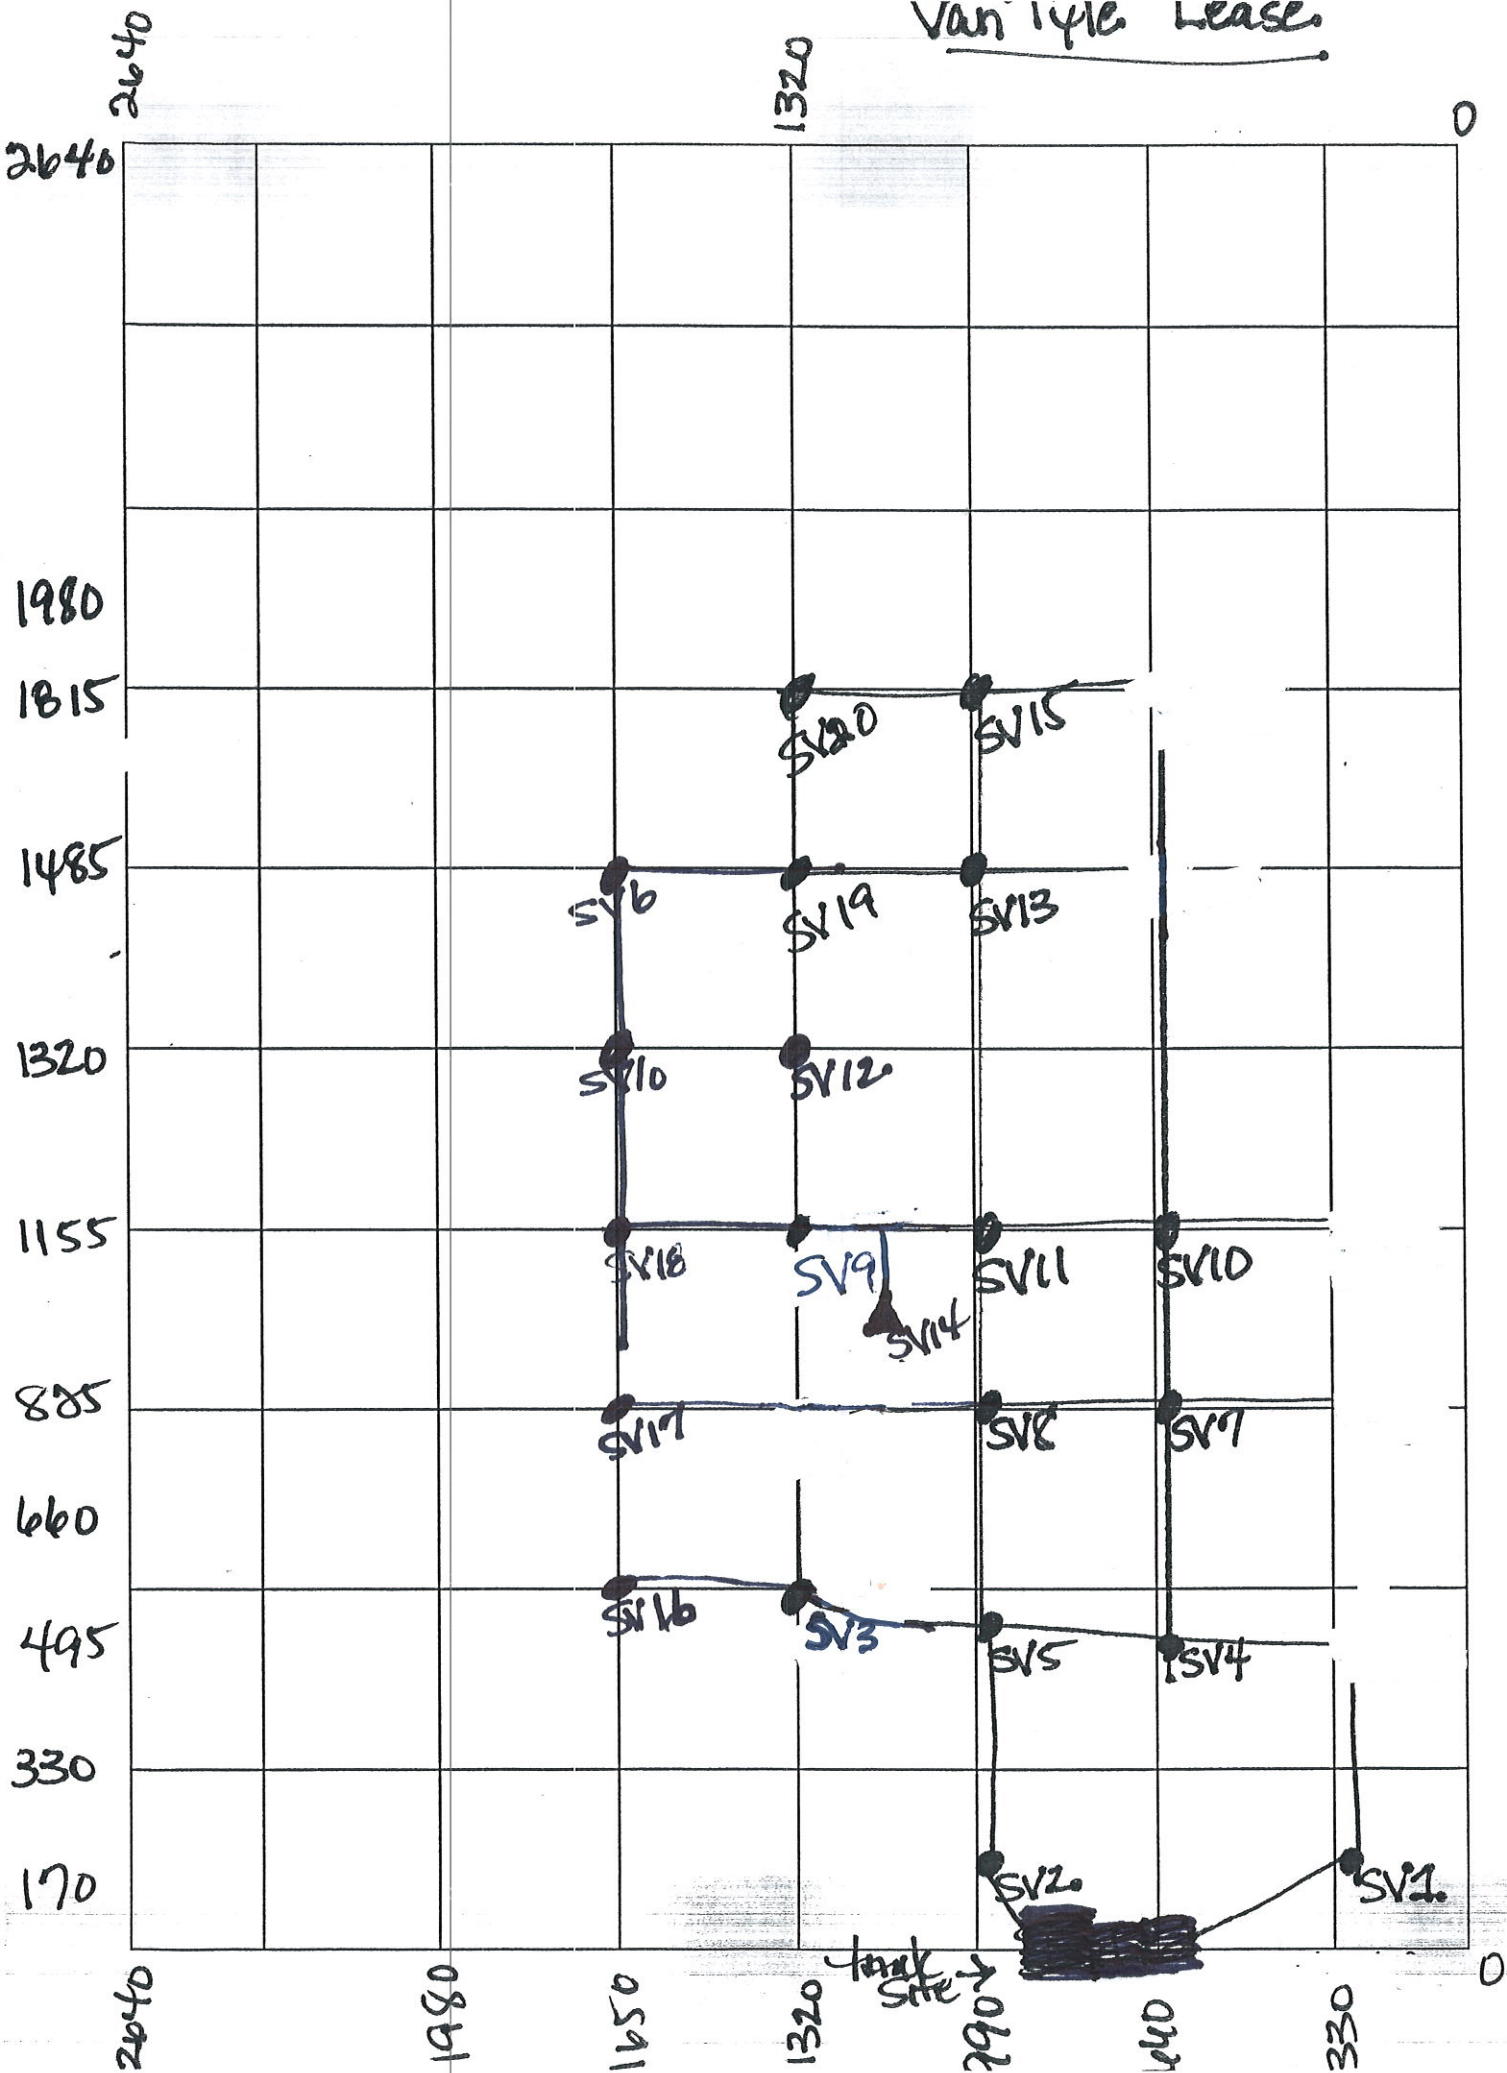 Van Tyle Lease
2640 1320 0
2640
1980
1815
SV20 SV15
1485
SV6 SV19 SV13
1320
SV10 SV12
1155
SV18 SV9 SV11 SV10
SV14
825
SV17 SV8 SV7
660
SV16 SV3
495
SV5 SV4
330
170
SV2 SV1
tank
site
0
2640 1980 1650 1320 990 640 330